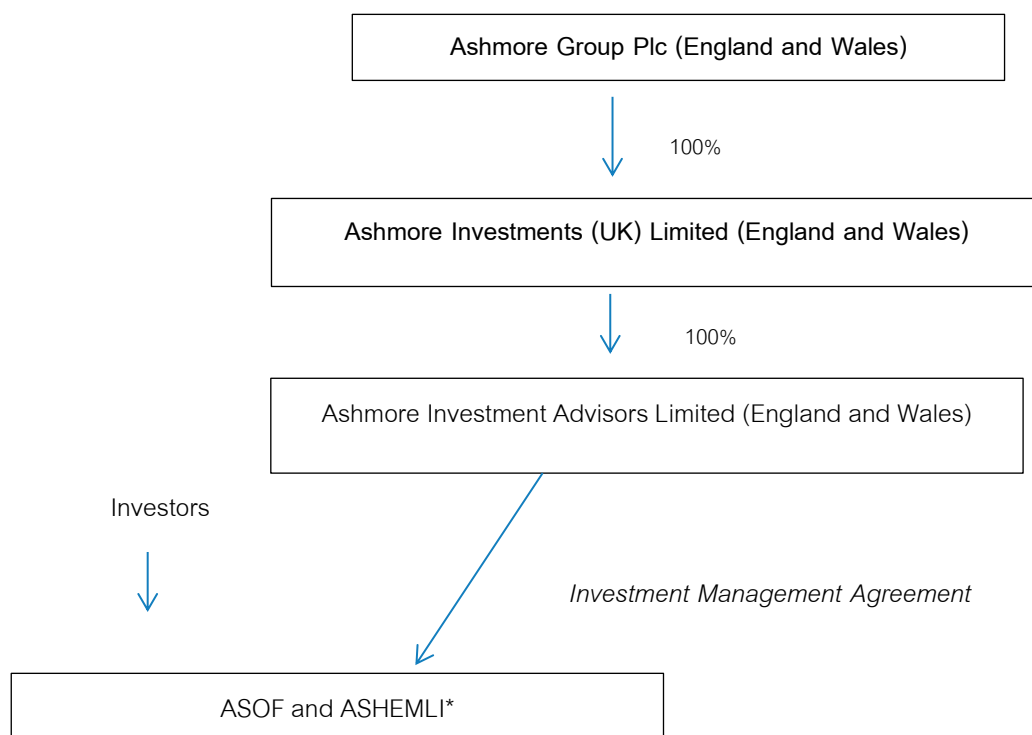 Ashmore Group Plc (England and Wales)
100%
Ashmore Investments (UK) Limited (England and Wales)
100%
Ashmore Investment Advisors Limited (England and Wales)
Investors
Investment Management Agreement
ASOF and ASHEMLI*